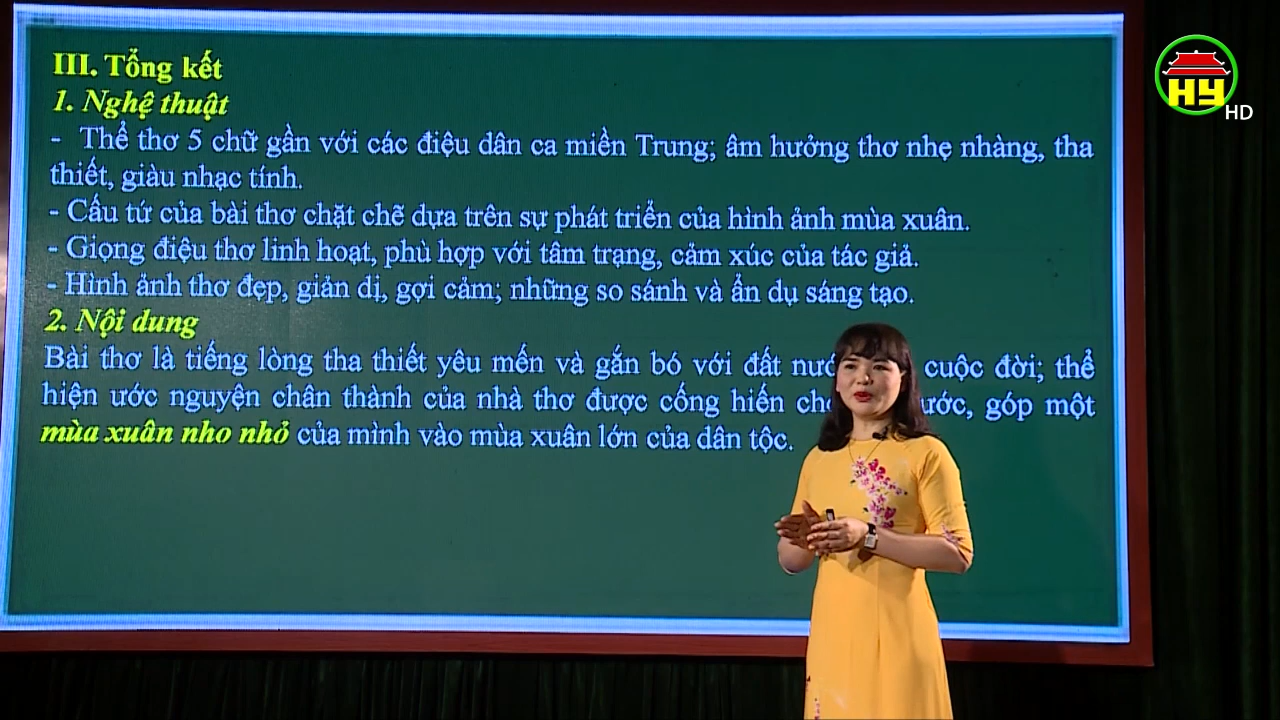 III. Tổng kết
1. Nghệ thuật
- Thể thơ 5 chữ gần với các điệu dân ca miền Trung; âm hưởng thơ nhẹ nhàng, tha
thiết, giàu nhạc tính.
- Cấu tứ của bài thơ chặt chẽ dựa trên sự phát triển của hình ảnh mùa xuân.
- Giọng điệu thơ linh hoạt, phù hợp với tâm trạng, cảm xúc của tác giả.
- Hình ảnh thơ đẹp, giản dị, gợi cảm; những so sánh và ẩn dụ sáng tạo.
2. Nội dung
Bài thơ là tiếng lòng tha thiết yêu mến và gắn bó với đất cuộc đời; thể
hiện ước nguyện chân thành của nhà thơ được cống hiến góp một
mùa xuân nho nhỏ của mình vào mùa xuân lớn của dân tộc.
HY
HD